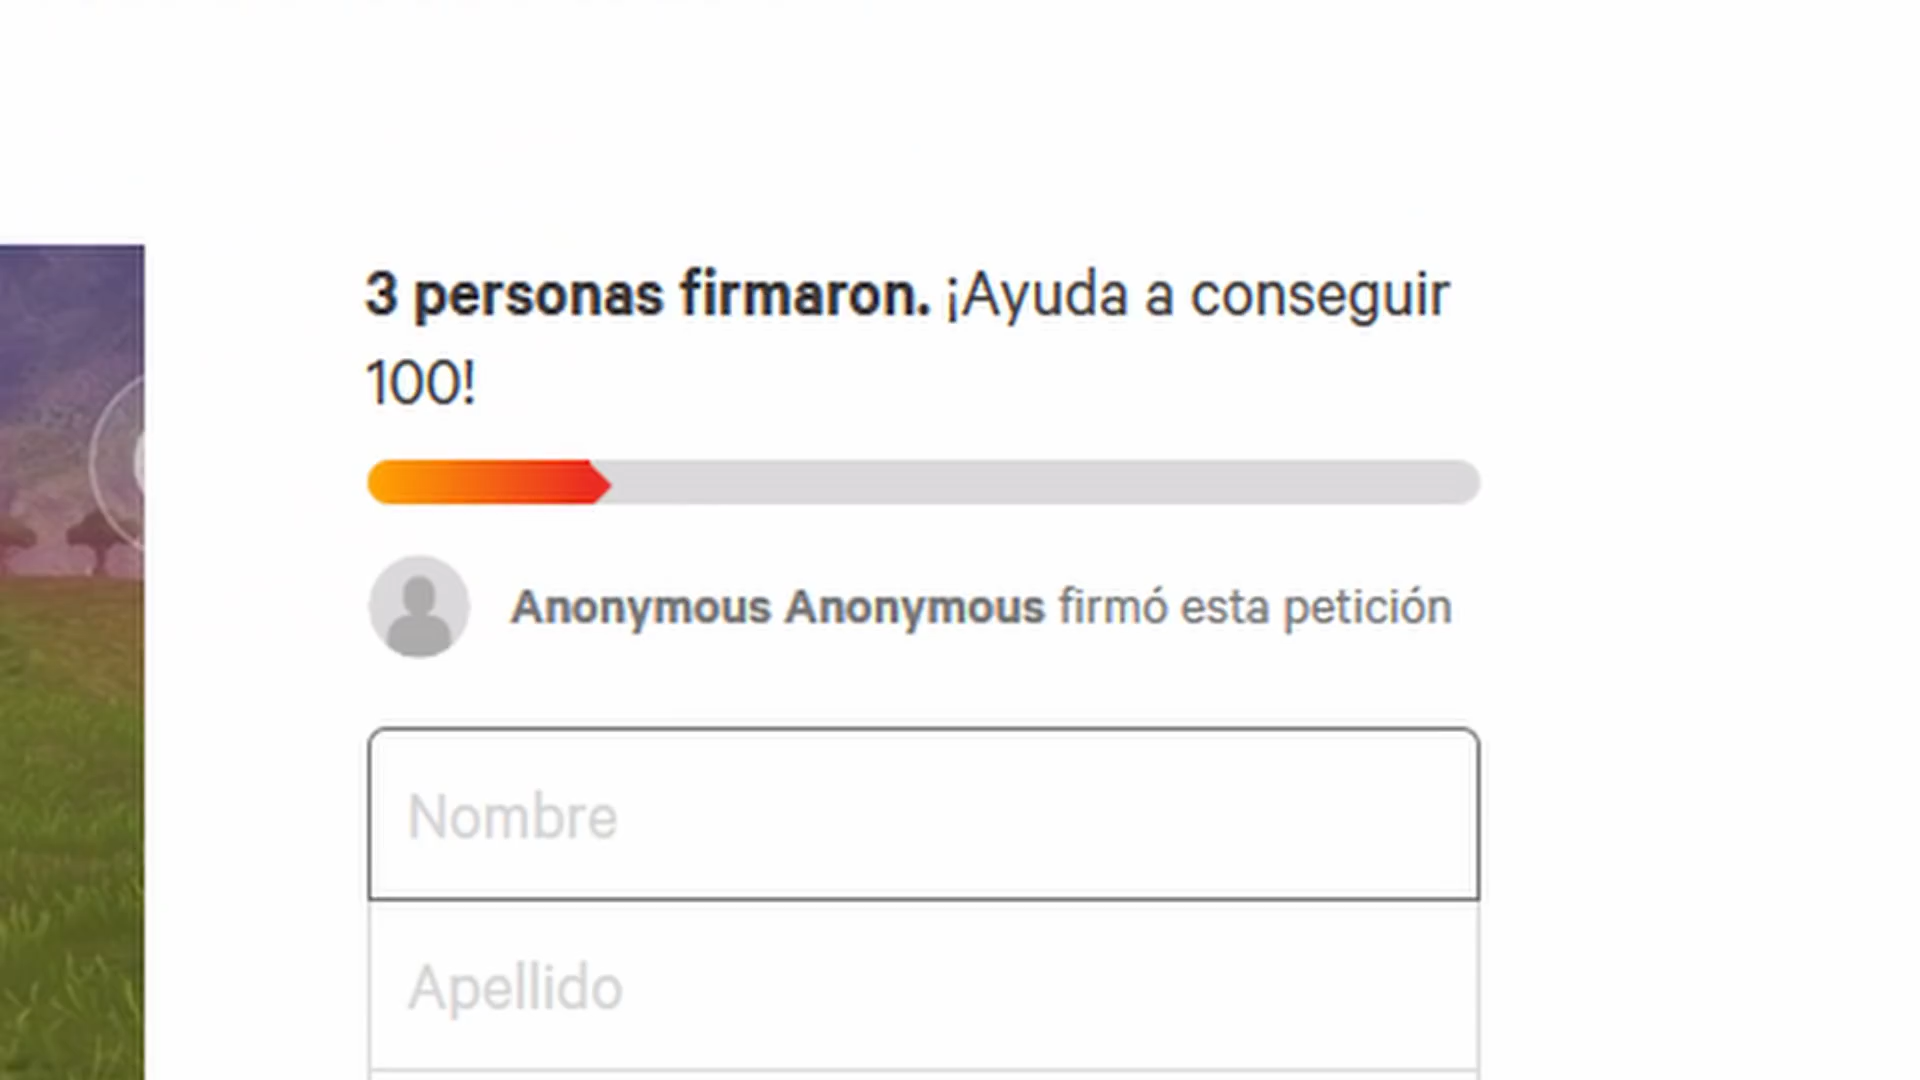 3 personas firmaron. ¡Ayuda a conseguir
100!
Anonymous Anonymous firmó esta petición
Nombre
Apellido